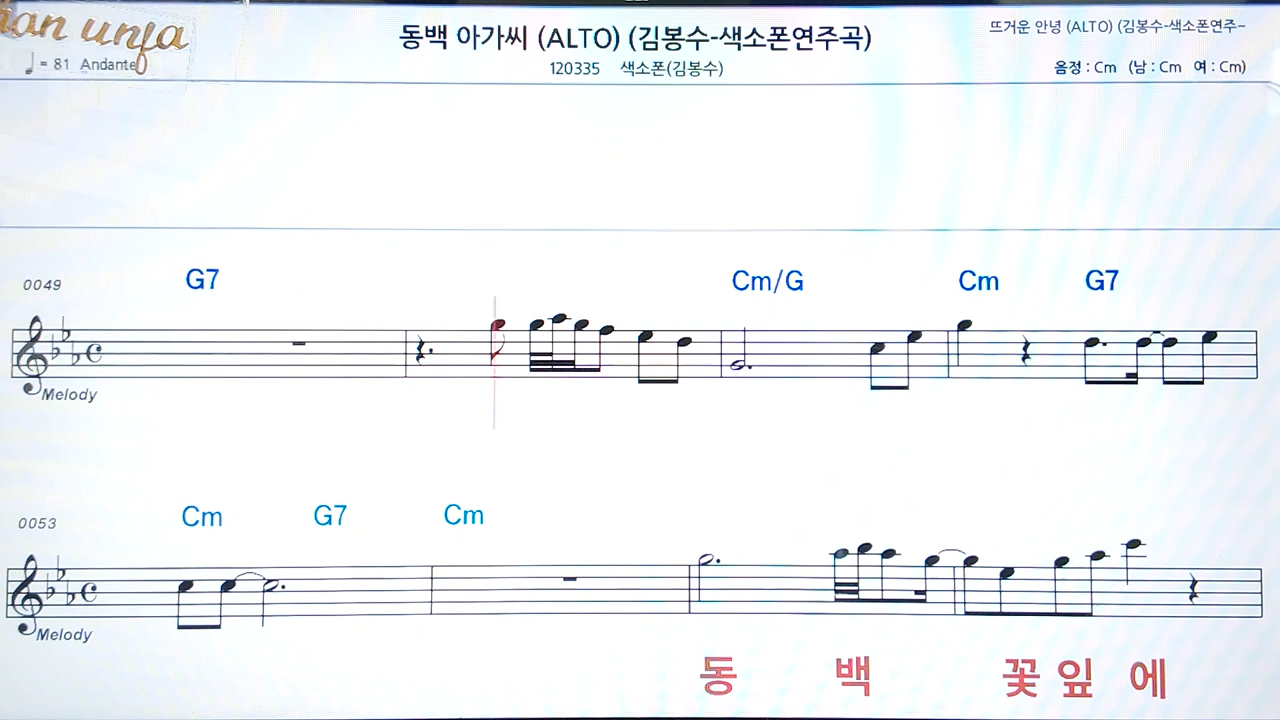 ♩ = 81 Andante
동백 아가씨 (ALTO) (김봉수-색소폰연주곡)
120335 색소폰(김봉수)
뜨거운 안녕 (ALTO) (김봉수-색소폰연주~
음정 : Cm (남 : Cm 여 : Cm)
0049 G7 Cm/G Cm G7
Melody
0053 Cm G7 Cm
Melody
동 백 꽃 잎 에